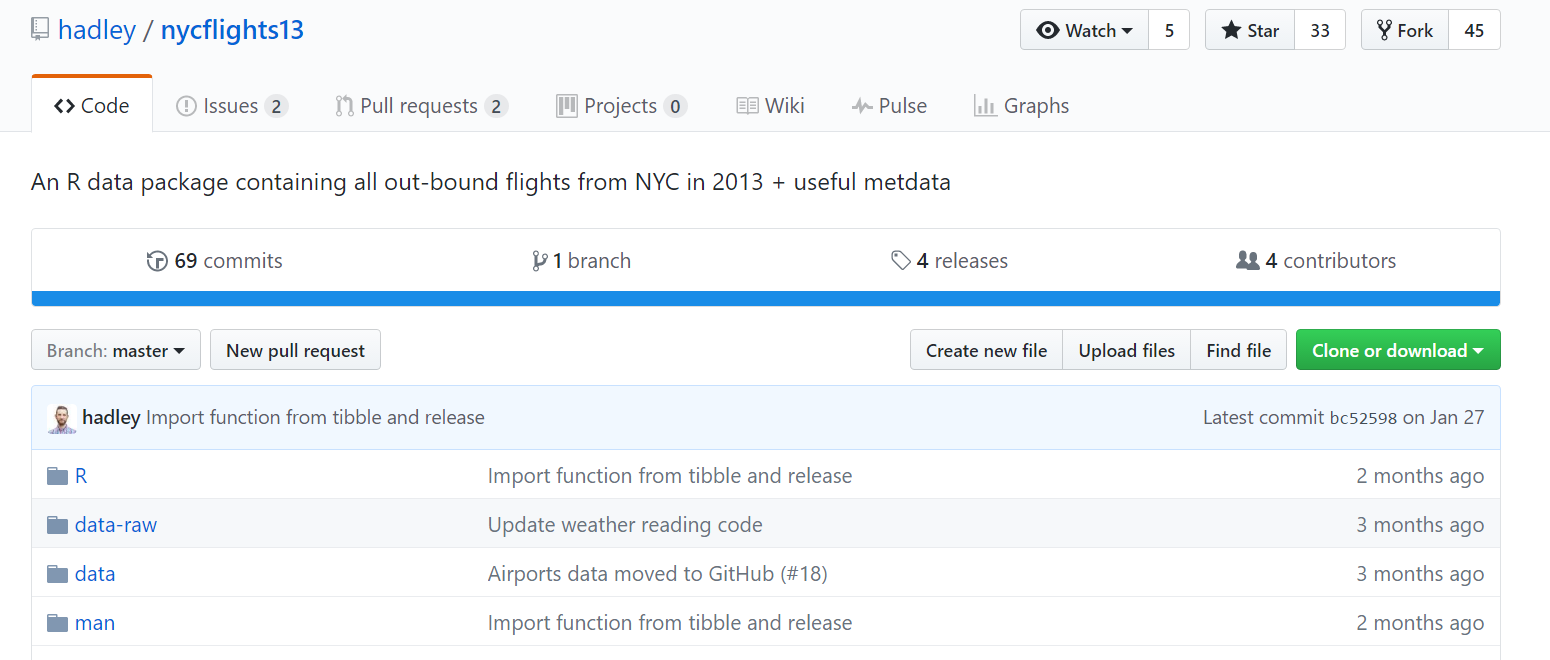 hadley / nycflights13 Watch 5 Star 33 Fork 45
Code Issues 2 Pull requests 2 Projects 0 Wiki Pulse Graphs
An R data package containing all out-bound flights from NYC in 2013 + useful metdata
69 commits 1 branch 4 releases 4 contributors
Branch: master New pull request Create new file Upload files Find file Clone or download
hadley Import function from tibble and release Latest commit bc52598 on Jan 27
R Import function from tibble and release 2 months ago
data-raw Update weather reading code 3 months ago
data Airports data moved to GitHub (#18) 3 months ago
man Import function from tibble and release 2 months ago